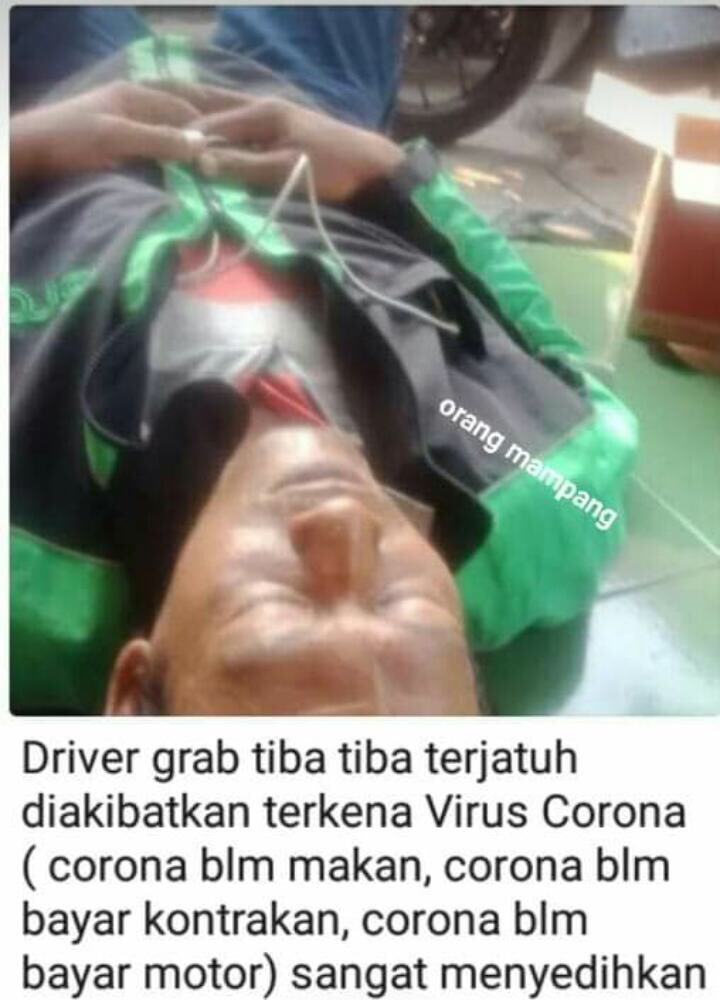 orang mampang
Driver grab tiba tiba terjatuh
diakibatkan terkena Virus Corona
( corona blm makan, corona blm
bayar kontrakan, corona blm
bayar motor) sangat menyedihkan